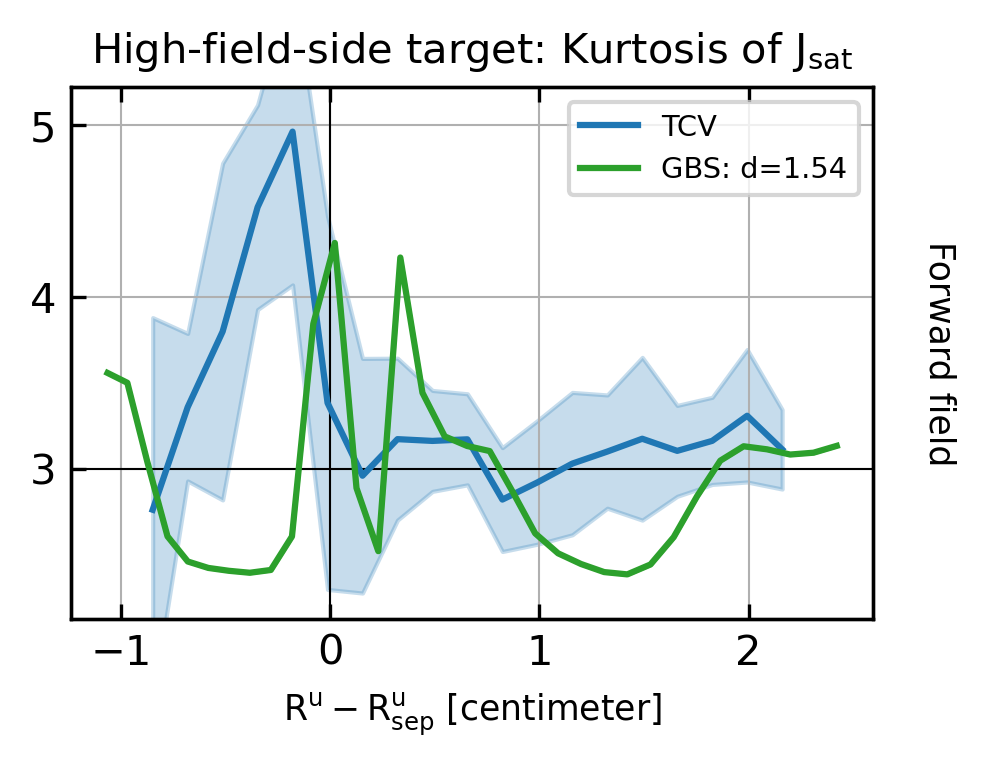 High-field-side target: Kurtosis of J_sat
TCV
GBS: d=1.54
5
4
3
−1
0
1
2
R^u − R^u_sep [centimeter]
Forward field